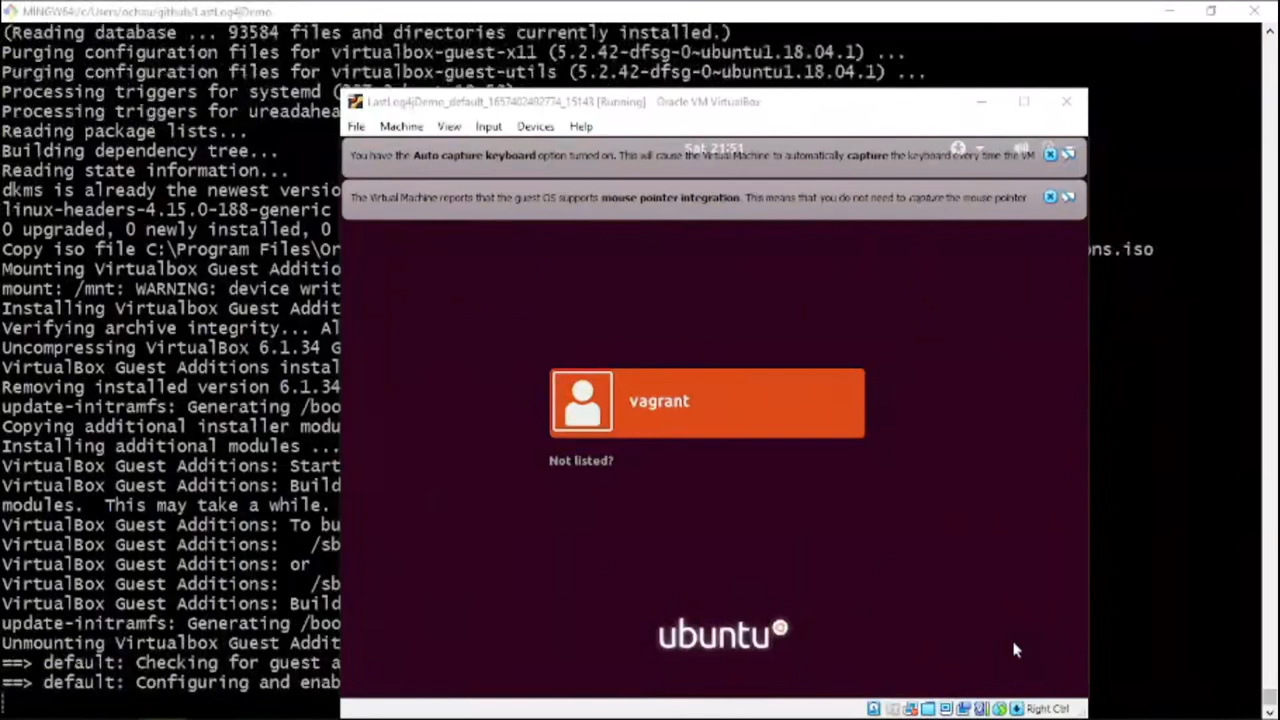 MINGW64:/c/Users/ochau/github/LastLog4jDemo
(Reading database ... 93584 files and directories currently installed.)
Purging configuration files for virtualbox-guest-x11 (5.2.42-dfsg-0~ubuntu1.18.04.1) ...
Purging configuration files for virtualbox-guest-utils (5.2.42-dfsg-0~ubuntu1.18.04.1) ...
Processing triggers for systemd
Processing triggers for ureadahea
Reading package lists...
Building dependency tree...
Reading state information...
dkms is already the newest versio
linux-headers-4.15.0-188-generic
0 upgraded, 0 newly installed, 0
Copy iso file C:\Program Files\Or
ons.iso
Mounting Virtualbox Guest Additio
mount: /mnt: WARNING: device writ
Installing Virtualbox Guest Addit
Verifying archive integrity... Al
Uncompressing VirtualBox 6.1.34 G
VirtualBox Guest Additions instal
Removing installed version 6.1.34
update-initramfs: Generating /boo
Copying additional installer modu
Installing additional modules ...
VirtualBox Guest Additions: Start
VirtualBox Guest Additions: Build
modules.  This may take a while.
VirtualBox Guest Additions: To bu
VirtualBox Guest Additions:   /sb
VirtualBox Guest Additions: or
VirtualBox Guest Additions:   /sb
VirtualBox Guest Additions: Build
update-initramfs: Generating /boo
Unmounting Virtualbox Guest Addit
==> default: Checking for guest a
==> default: Configuring and enab
LastLog4jDemo_default_1657402492774_15143 [Running] - Oracle VM VirtualBox
File Machine View Input Devices Help
Sat 21:51
You have the Auto capture keyboard option turned on. This will cause the Virtual Machine to automatically capture the keyboard every time the VM
The Virtual Machine reports that the guest OS supports mouse pointer integration. This means that you do not need to capture the mouse pointer
vagrant
Not listed?
ubuntu
Right Ctrl